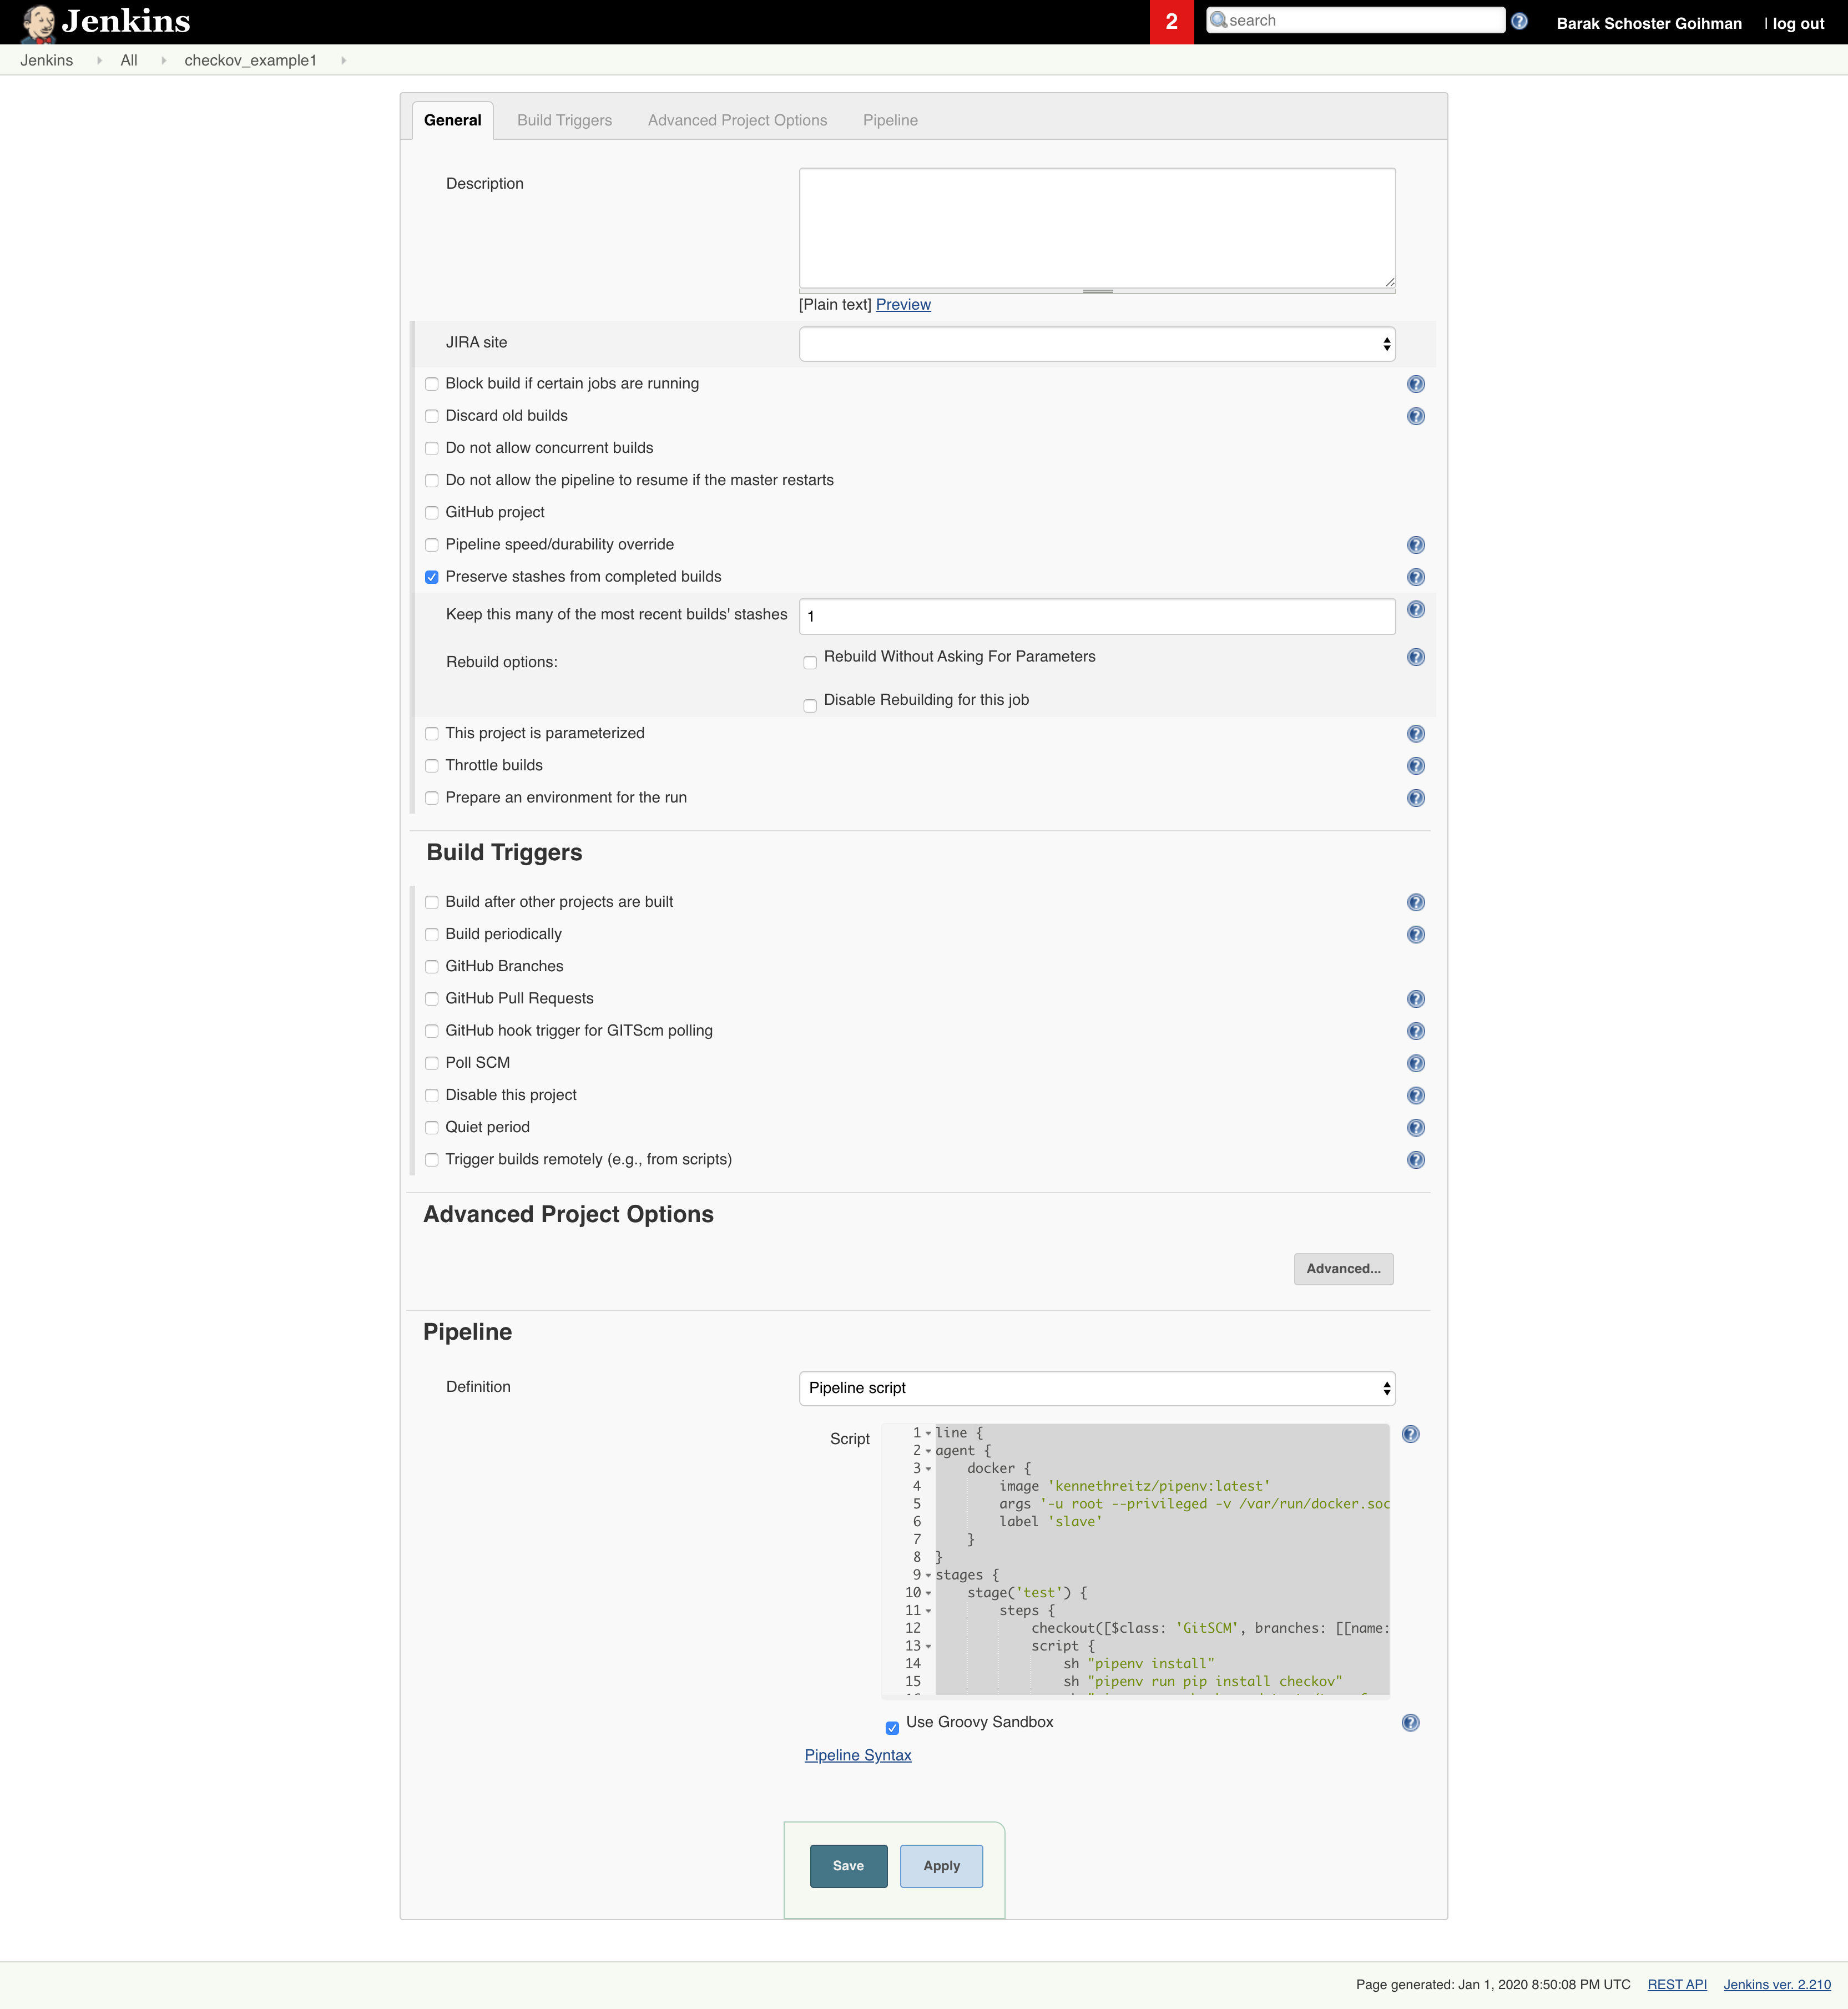 Jenkins
2
search
Barak Schoster Goihman
| log out
Jenkins
All
checkov_example1
General
Build Triggers
Advanced Project Options
Pipeline
Description
[Plain text] Preview
JIRA site
Block build if certain jobs are running
Discard old builds
Do not allow concurrent builds
Do not allow the pipeline to resume if the master restarts
GitHub project
Pipeline speed/durability override
Preserve stashes from completed builds
Keep this many of the most recent builds' stashes
1
Rebuild options:
Rebuild Without Asking For Parameters
Disable Rebuilding for this job
This project is parameterized
Throttle builds
Prepare an environment for the run
Build Triggers
Build after other projects are built
Build periodically
GitHub Branches
GitHub Pull Requests
GitHub hook trigger for GITScm polling
Poll SCM
Disable this project
Quiet period
Trigger builds remotely (e.g., from scripts)
Advanced Project Options
Advanced...
Pipeline
Definition
Pipeline script
Script
1 line {
2 agent {
3 docker {
4 image 'kennethreitz/pipenv:latest'
5 args '-u root --privileged -v /var/run/docker.soc
6 label 'slave'
7 }
8 }
9 stages {
10 stage('test') {
11 steps {
12 checkout([$class: 'GitSCM', branches: [[name:
13 script {
14 sh "pipenv install"
15 sh "pipenv run pip install checkov"
Use Groovy Sandbox
Pipeline Syntax
Save
Apply
Page generated: Jan 1, 2020 8:50:08 PM UTC
REST API
Jenkins ver. 2.210